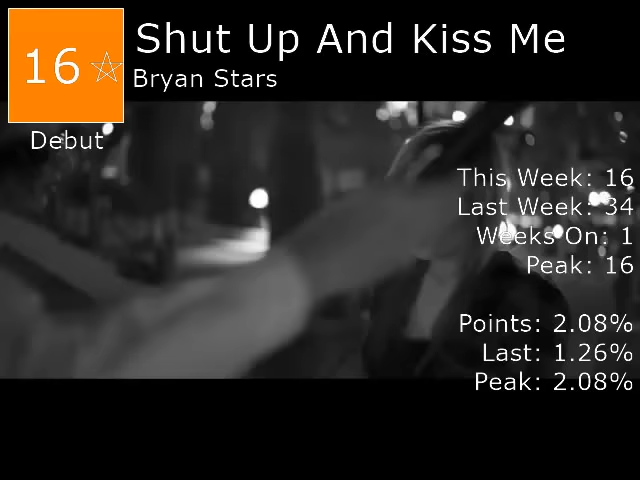 16
Shut Up And Kiss Me
Bryan Stars
Debut
This Week: 16
Last Week: 34
Weeks On: 1
Peak: 16
Points: 2.08%
Last: 1.26%
Peak: 2.08%